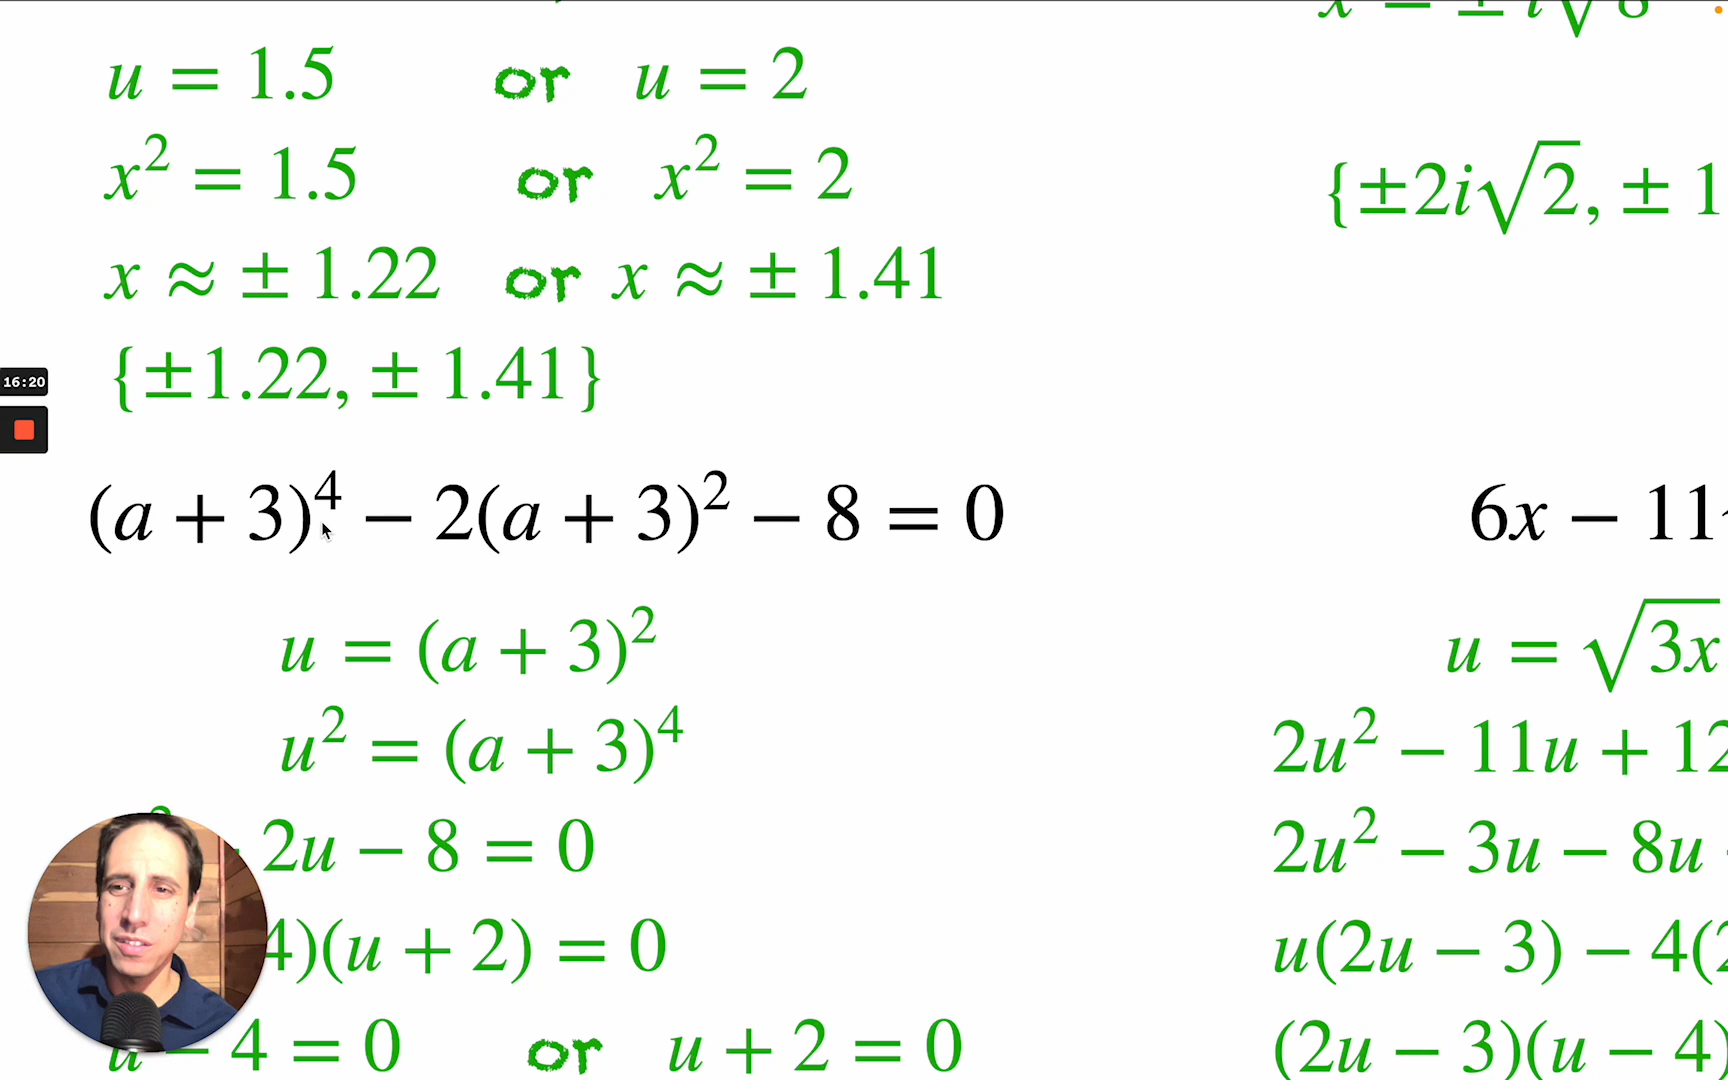 x = ± i√8
u = 1.5 or u = 2
x² = 1.5 or x² = 2
{±2i√2, ± 1
x ≈ ± 1.22 or x ≈ ± 1.41
{±1.22, ± 1.41}
16:20
(a + 3)⁴ − 2(a + 3)² − 8 = 0
6x − 11
u = (a + 3)²
u = √3x
u² = (a + 3)⁴
2u² − 11u + 12
2u − 8 = 0
2u² − 3u − 8u
4)(u + 2) = 0
u(2u − 3) − 4(2
u − 4 = 0 or u + 2 = 0
(2u − 3)(u − 4)